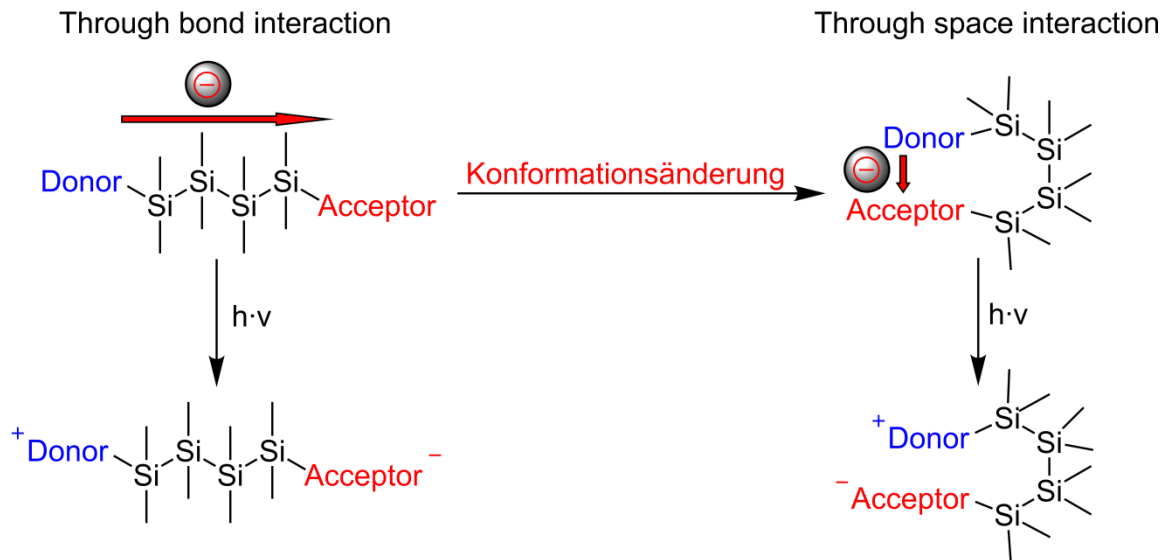 Through bond interaction
Through space interaction
−
Donor Si Si Si Si Acceptor
Konformationsänderung
−
Donor Si Si Si Si Acceptor
h·v
h·v
+Donor Si Si Si Si Acceptor−
+Donor Si Si Si Si −Acceptor